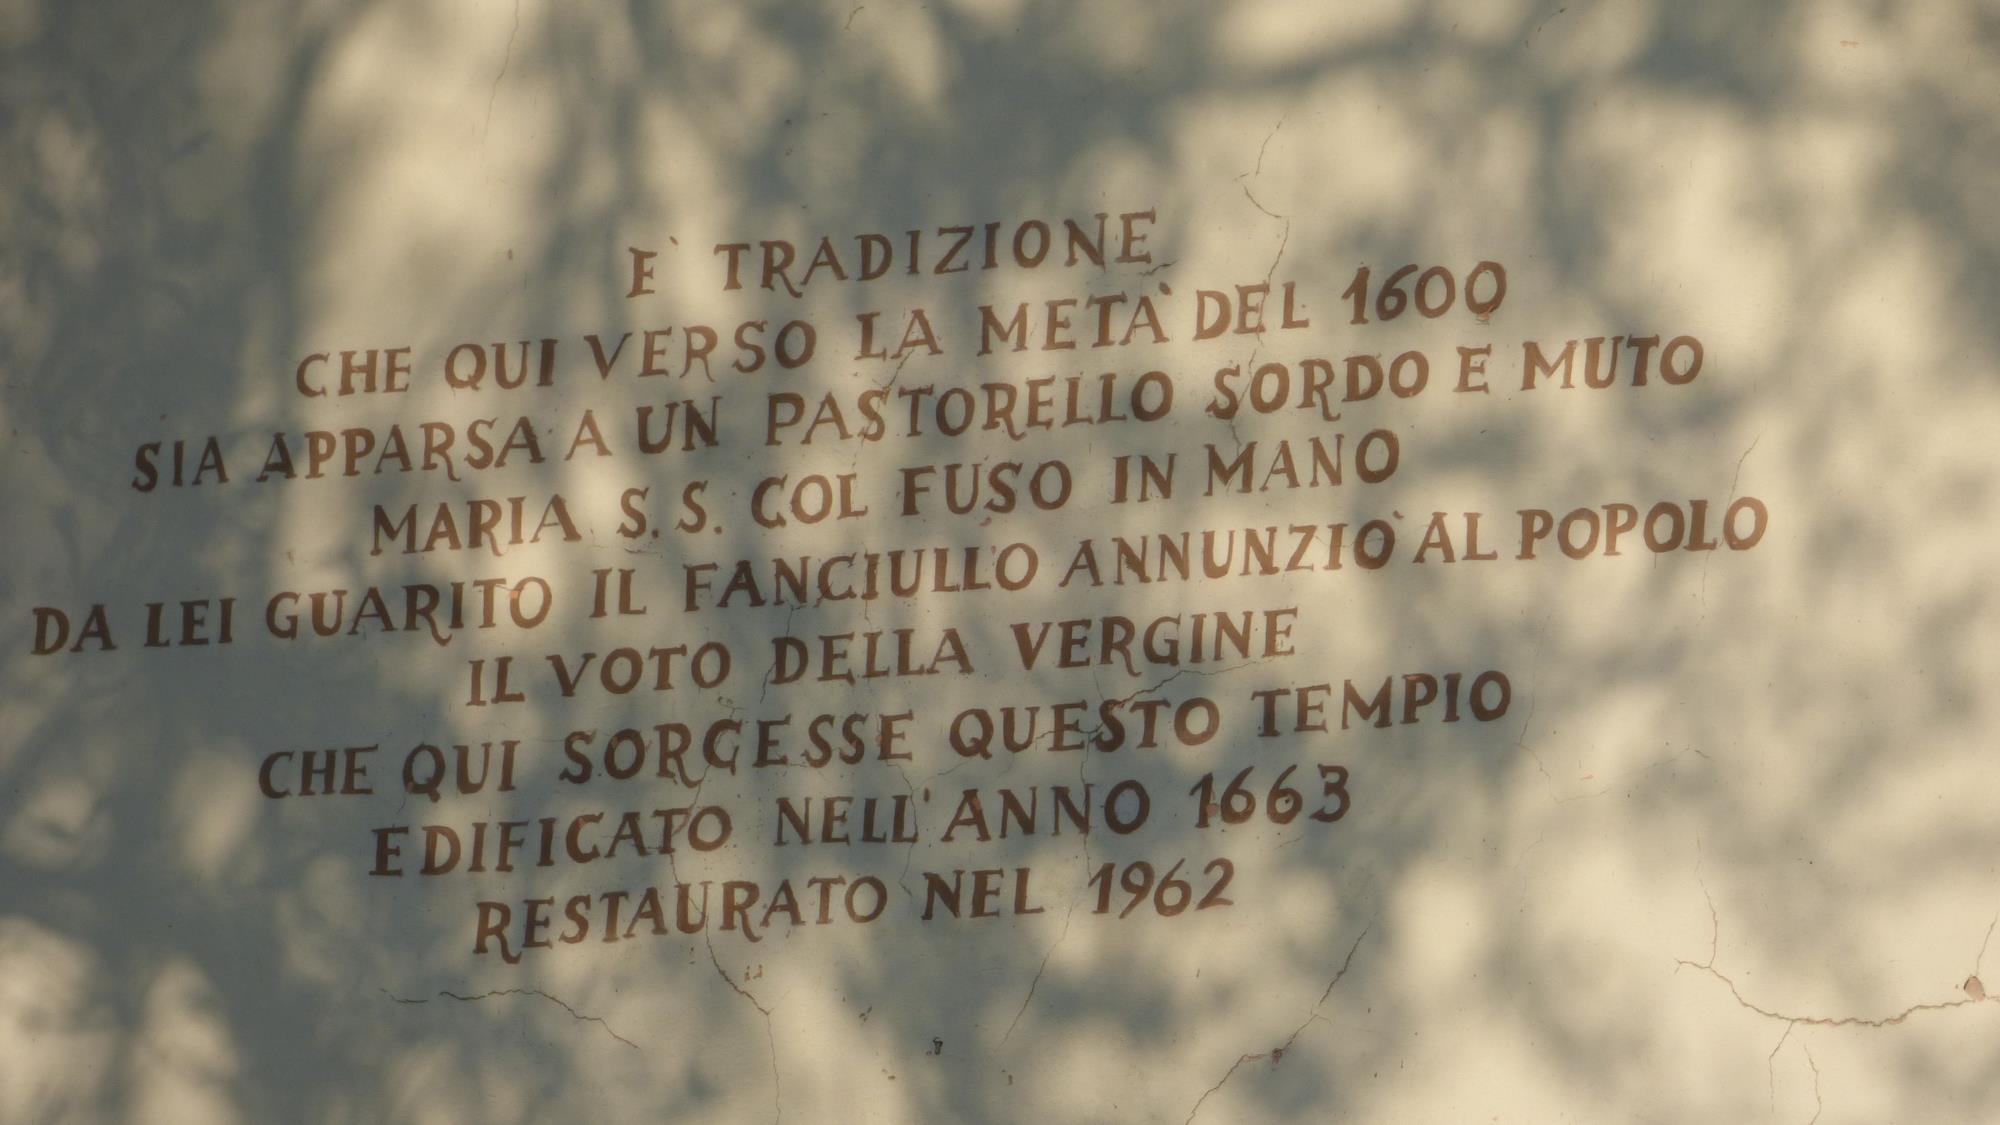 E' TRADIZIONE
CHE QUI VERSO LA METÀ DEL 1600
SIA APPARSA A UN PASTORELLO SORDO E MUTO
MARIA S.S. COL FUSO IN MANO
DA LEI GUARITO IL FANCIULLO ANNUNZIÒ AL POPOLO
IL VOTO DELLA VERGINE
CHE QUI SORGESSE QUESTO TEMPIO
EDIFICATO NELL'ANNO 1663
RESTAURATO NEL 1962